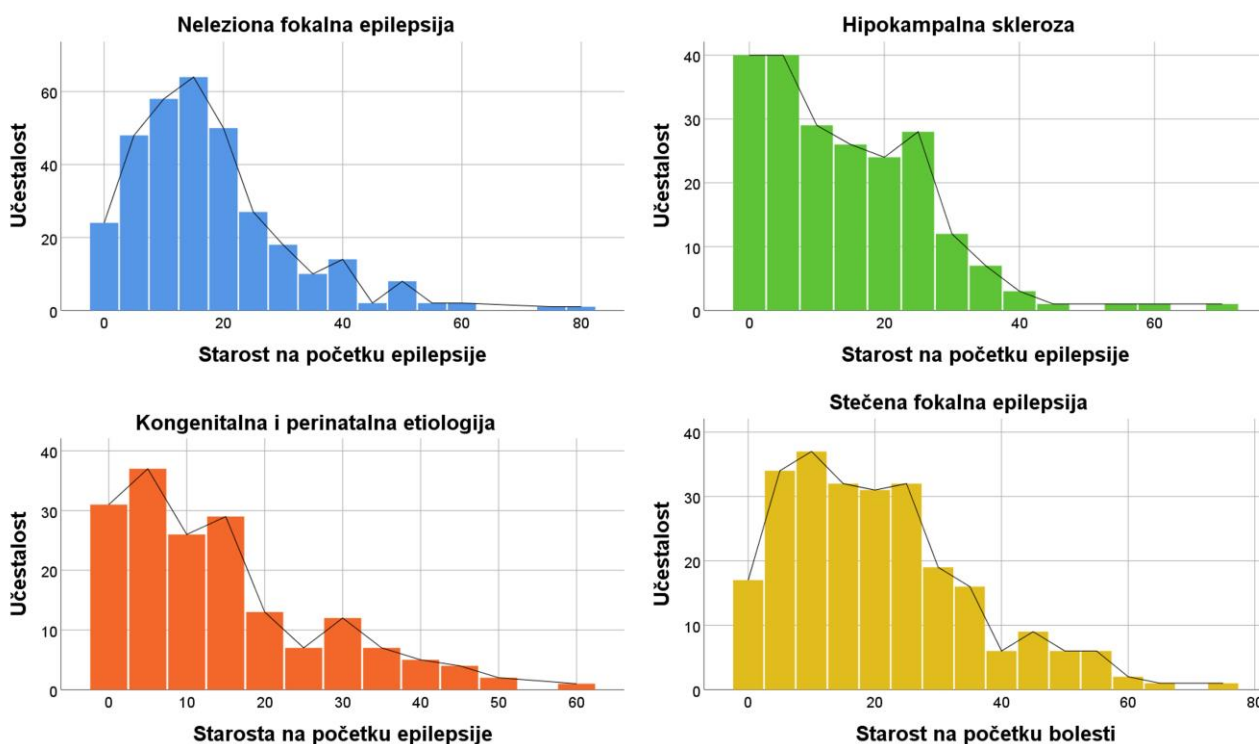 Neleziona fokalna epilepsija
Učestalost
60
40
20
0
0 20 40 60 80
Starost na početku epilepsije
Hipokampalna skleroza
Učestalost
40
30
20
10
0
0 20 40 60
Starost na početku epilepsije
Kongenitalna i perinatalna etiologija
Učestalost
40
30
20
10
0
0 10 20 30 40 50 60
Starosta na početku epilepsije
Stečena fokalna epilepsija
Učestalost
40
30
20
10
0
0 20 40 60 80
Starost na početku bolesti